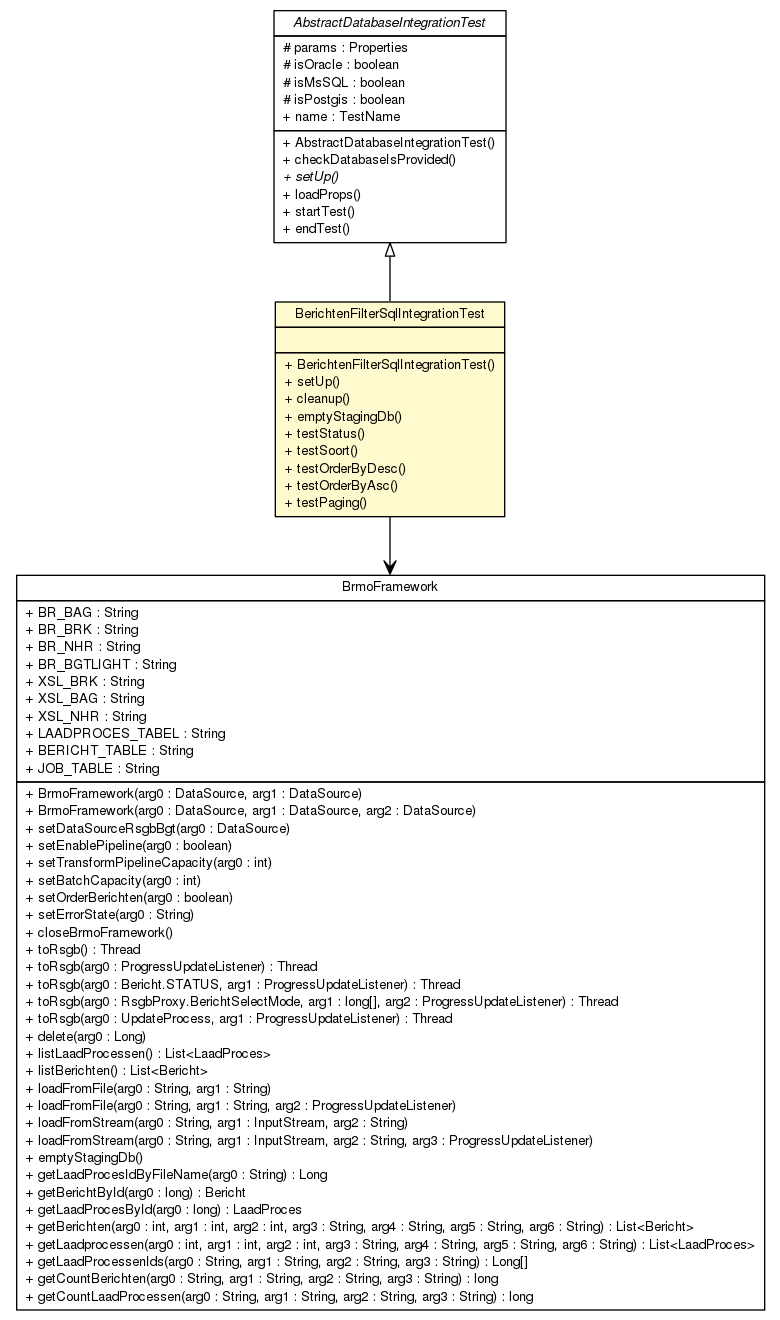 AbstractDatabaseIntegrationTest
# params : Properties
# isOracle : boolean
# isMsSQL : boolean
# isPostgis : boolean
+ name : TestName
+ AbstractDatabaseIntegrationTest()
+ checkDatabaseIsProvided()
+ setUp()
+ loadProps()
+ startTest()
+ endTest()
BerichtenFilterSqlIntegrationTest
+ BerichtenFilterSqlIntegrationTest()
+ setUp()
+ cleanup()
+ emptyStagingDb()
+ testStatus()
+ testSoort()
+ testOrderByDesc()
+ testOrderByAsc()
+ testPaging()
BrmoFramework
+ BR_BAG : String
+ BR_BRK : String
+ BR_NHR : String
+ BR_BGTLIGHT : String
+ XSL_BRK : String
+ XSL_BAG : String
+ XSL_NHR : String
+ LAADPROCES_TABEL : String
+ BERICHT_TABLE : String
+ JOB_TABLE : String
+ BrmoFramework(arg0 : DataSource, arg1 : DataSource)
+ BrmoFramework(arg0 : DataSource, arg1 : DataSource, arg2 : DataSource)
+ setDataSourceRsgbBgt(arg0 : DataSource)
+ setEnablePipeline(arg0 : boolean)
+ setTransformPipelineCapacity(arg0 : int)
+ setBatchCapacity(arg0 : int)
+ setOrderBerichten(arg0 : boolean)
+ setErrorState(arg0 : String)
+ closeBrmoFramework()
+ toRsgb() : Thread
+ toRsgb(arg0 : ProgressUpdateListener) : Thread
+ toRsgb(arg0 : Bericht.STATUS, arg1 : ProgressUpdateListener) : Thread
+ toRsgb(arg0 : RsgbProxy.BerichtSelectMode, arg1 : long[], arg2 : ProgressUpdateListener) : Thread
+ toRsgb(arg0 : UpdateProcess, arg1 : ProgressUpdateListener) : Thread
+ delete(arg0 : Long)
+ listLaadProcessen() : List<LaadProces>
+ listBerichten() : List<Bericht>
+ loadFromFile(arg0 : String, arg1 : String)
+ loadFromFile(arg0 : String, arg1 : String, arg2 : ProgressUpdateListener)
+ loadFromStream(arg0 : String, arg1 : InputStream, arg2 : String)
+ loadFromStream(arg0 : String, arg1 : InputStream, arg2 : String, arg3 : ProgressUpdateListener)
+ emptyStagingDb()
+ getLaadProcesIdByFileName(arg0 : String) : Long
+ getBerichtById(arg0 : long) : Bericht
+ getLaadProcesById(arg0 : long) : LaadProces
+ getBerichten(arg0 : int, arg1 : int, arg2 : int, arg3 : String, arg4 : String, arg5 : String, arg6 : String) : List<Bericht>
+ getLaadprocessen(arg0 : int, arg1 : int, arg2 : int, arg3 : String, arg4 : String, arg5 : String, arg6 : String) : List<LaadProces>
+ getLaadProcessenIds(arg0 : String, arg1 : String, arg2 : String, arg3 : String) : Long[]
+ getCountBerichten(arg0 : String, arg1 : String, arg2 : String, arg3 : String) : long
+ getCountLaadProcessen(arg0 : String, arg1 : String, arg2 : String, arg3 : String) : long